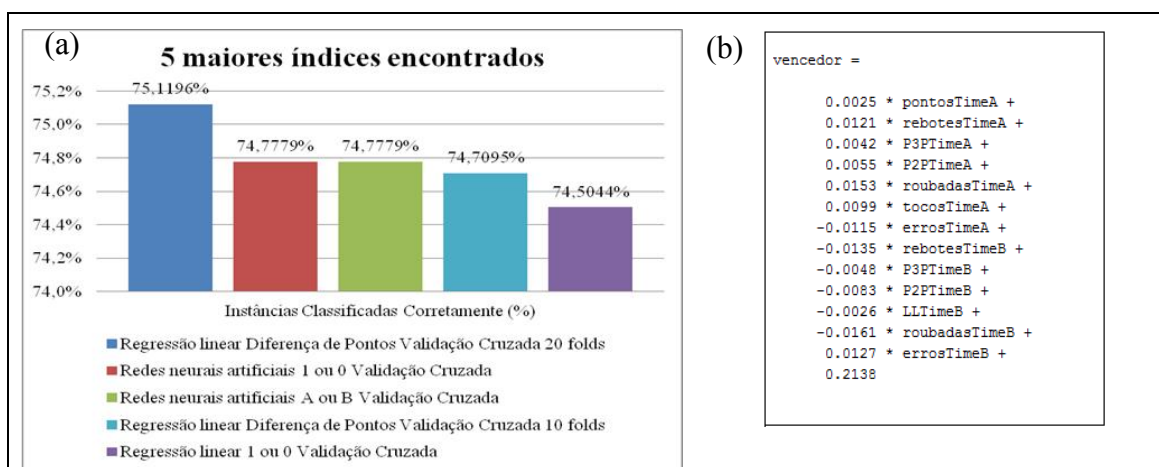 (a)
5 maiores índices encontrados
75,2%
75,0%
74,8%
74,6%
74,4%
74,2%
74,0%
75,1196%
74,7779%
74,7779%
74,7095%
74,5044%
Instâncias Classificadas Corretamente (%)
Regressão linear Diferença de Pontos Validação Cruzada 20 folds
Redes neurais artificiais 1 ou 0 Validação Cruzada
Redes neurais artificiais A ou B Validação Cruzada
Regressão linear Diferença de Pontos Validação Cruzada 10 folds
Regressão linear 1 ou 0 Validação Cruzada
(b)
vencedor =
0.0025 * pontosTimeA +
0.0121 * rebotesTimeA +
0.0042 * P3PTimeA +
0.0055 * P2PTimeA +
0.0153 * roubadasTimeA +
0.0099 * tocosTimeA +
-0.0115 * errosTimeA +
-0.0135 * rebotesTimeB +
-0.0048 * P3PTimeB +
-0.0083 * P2PTimeB +
-0.0026 * LLTimeB +
-0.0161 * roubadasTimeB +
0.0127 * errosTimeB +
0.2138